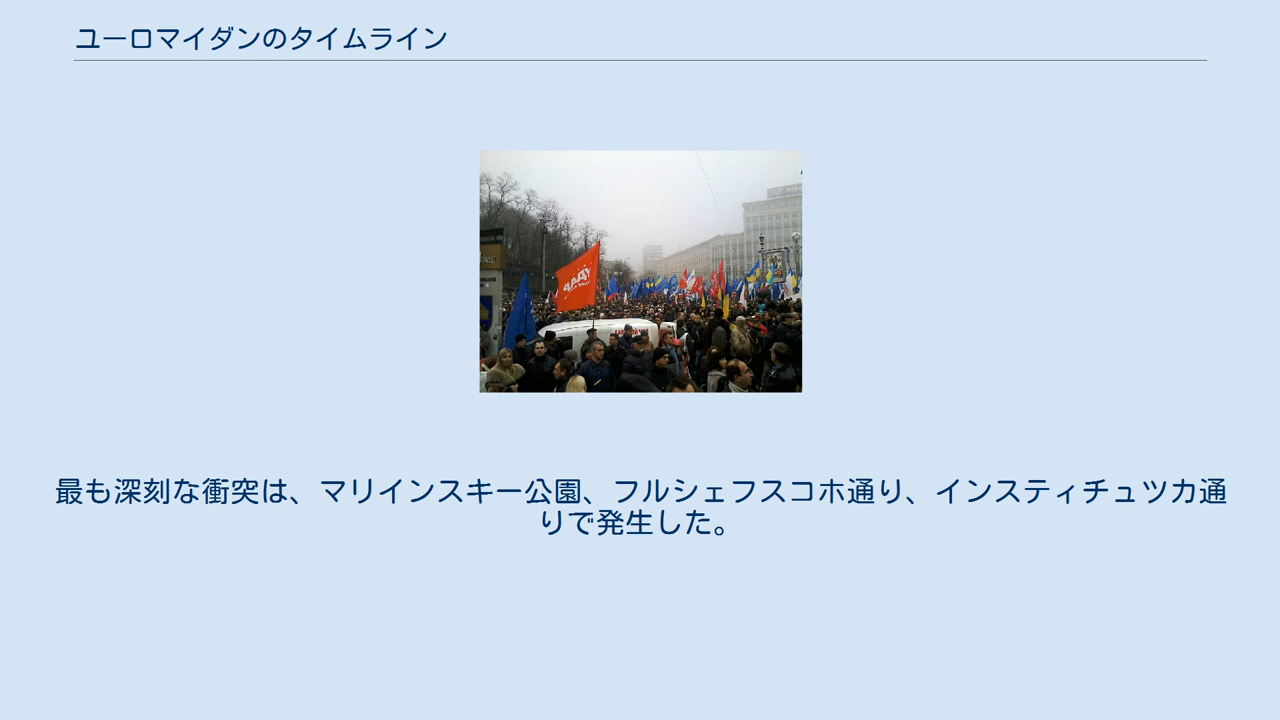 ユーロマイダンのタイムライン
УДАР
最も深刻な衝突は、マリインスキー公園、フルシェフスコホ通り、インスティチュツカ通
りで発生した。